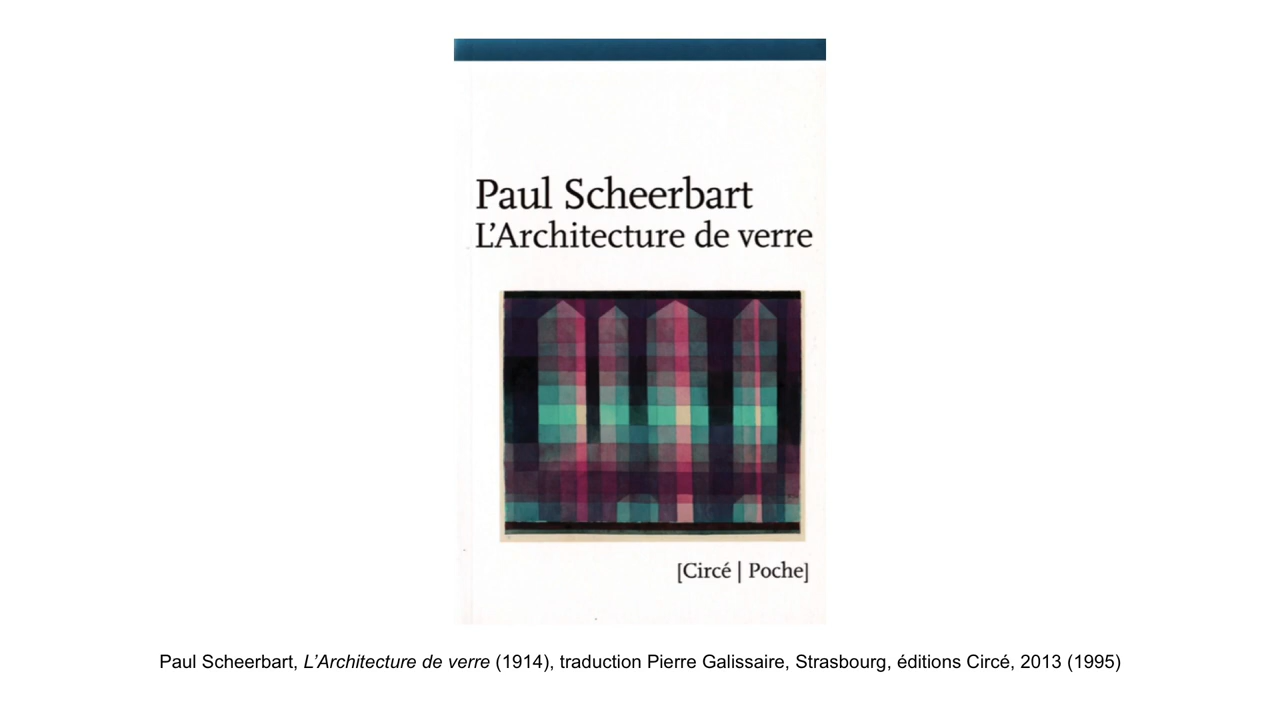 Paul Scheerbart
L’Architecture de verre
[Circé | Poche]
Paul Scheerbart, L’Architecture de verre (1914), traduction Pierre Galissaire, Strasbourg, éditions Circé, 2013 (1995)